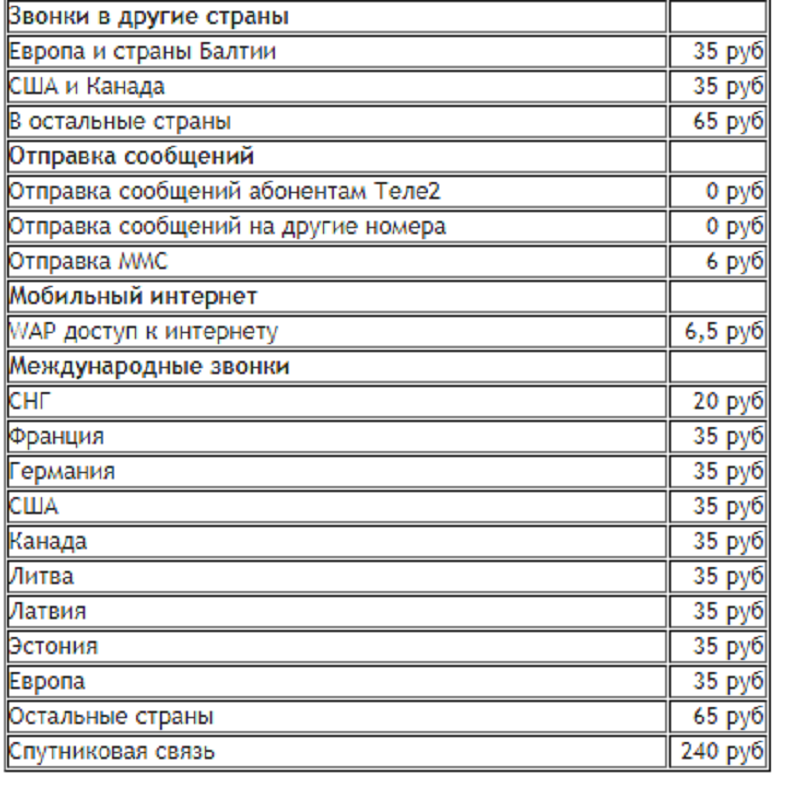 Звонки в другие страны
Европа и страны Балтии 35 руб
США и Канада 35 руб
В остальные страны 65 руб
Отправка сообщений
Отправка сообщений абонентам Теле2 0 руб
Отправка сообщений на другие номера 0 руб
Отправка ММС 6 руб
Мобильный интернет
WAP доступ к интернету 6,5 руб
Международные звонки
СНГ 20 руб
Франция 35 руб
Германия 35 руб
США 35 руб
Канада 35 руб
Литва 35 руб
Латвия 35 руб
Эстония 35 руб
Европа 35 руб
Остальные страны 65 руб
Спутниковая связь 240 руб